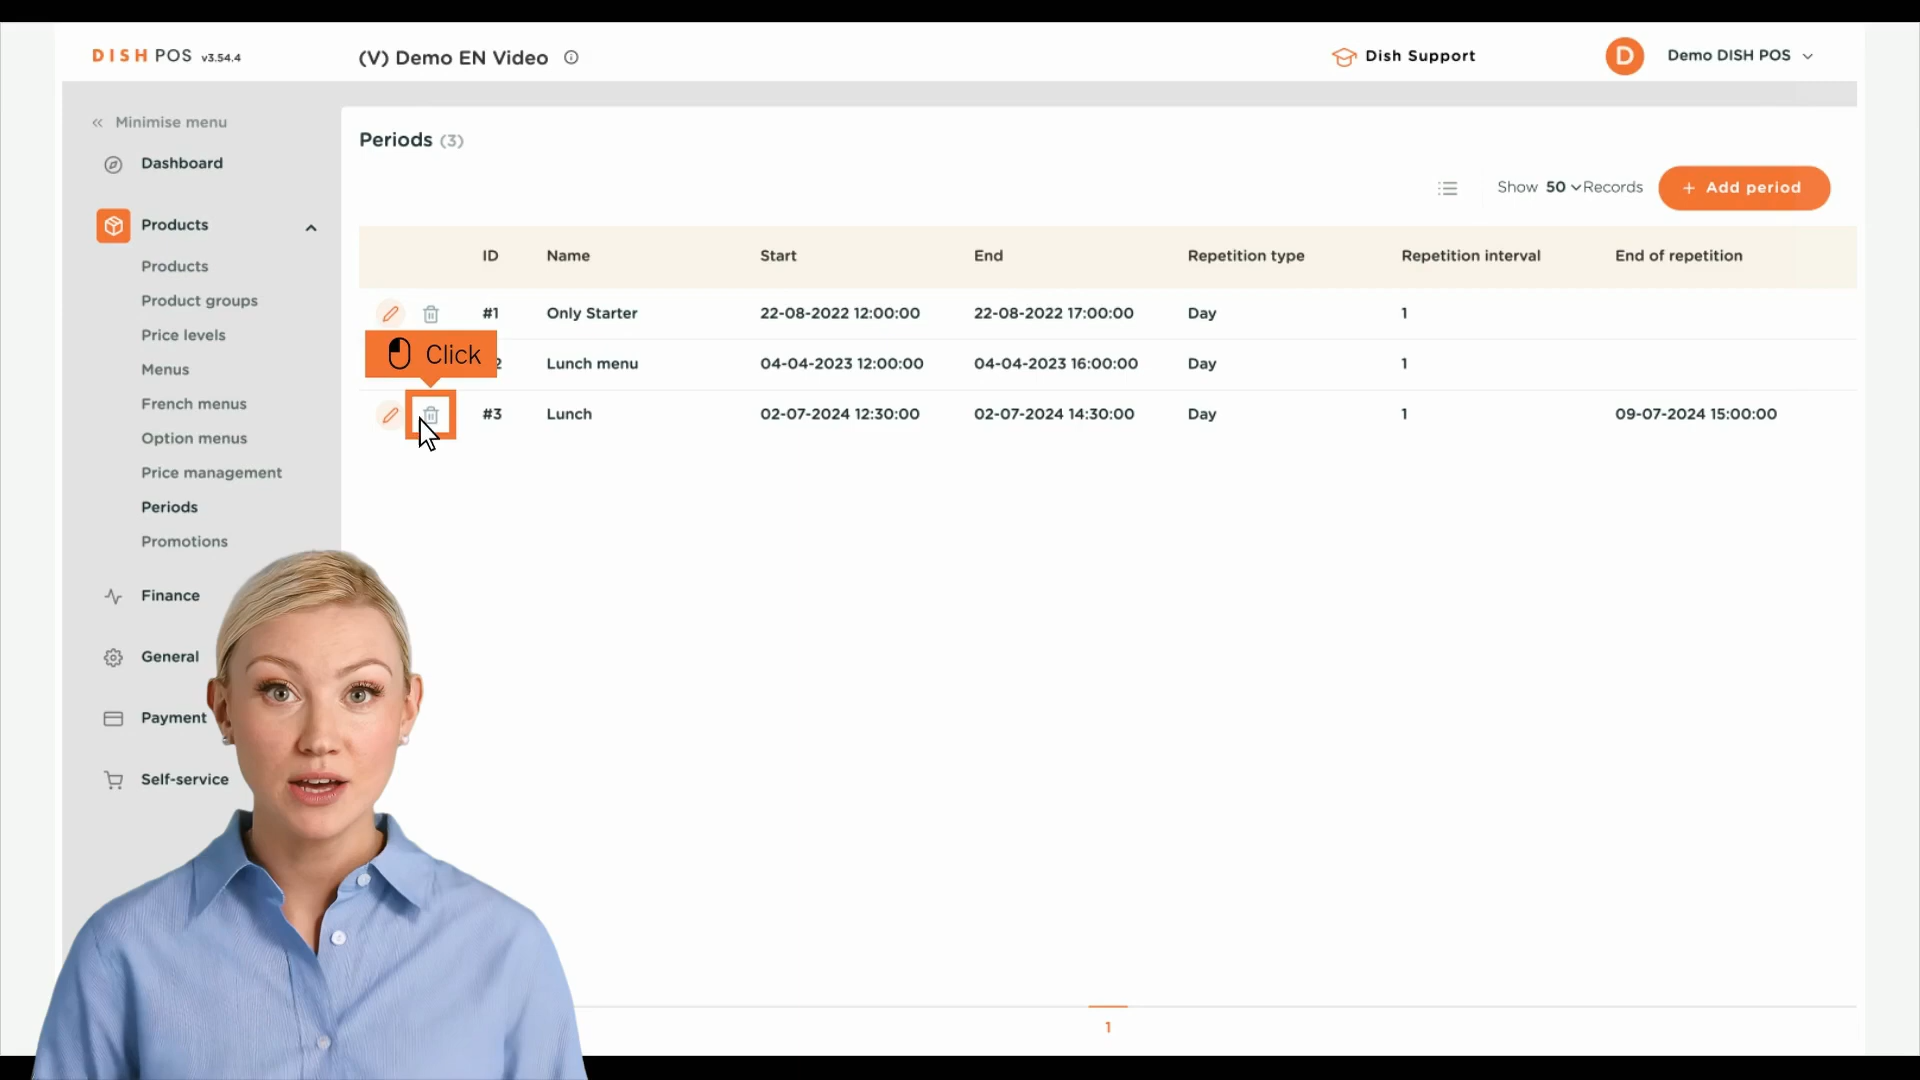 DISH POS v3.54.4
(V) Demo EN Video
Dish Support
D
Demo DISH POS
Minimise menu
Dashboard
Products
Products
Product groups
Price levels
Menus
French menus
Option menus
Price management
Periods
Promotions
Finance
General
Payment
Self-service
Periods (3)
Show 50 Records
+ Add period
ID Name Start End Repetition type Repetition interval End of repetition
#1 Only Starter 22-08-2022 12:00:00 22-08-2022 17:00:00 Day 1
Click
2 Lunch menu 04-04-2023 12:00:00 04-04-2023 16:00:00 Day 1
#3 Lunch 02-07-2024 12:30:00 02-07-2024 14:30:00 Day 1 09-07-2024 15:00:00
1